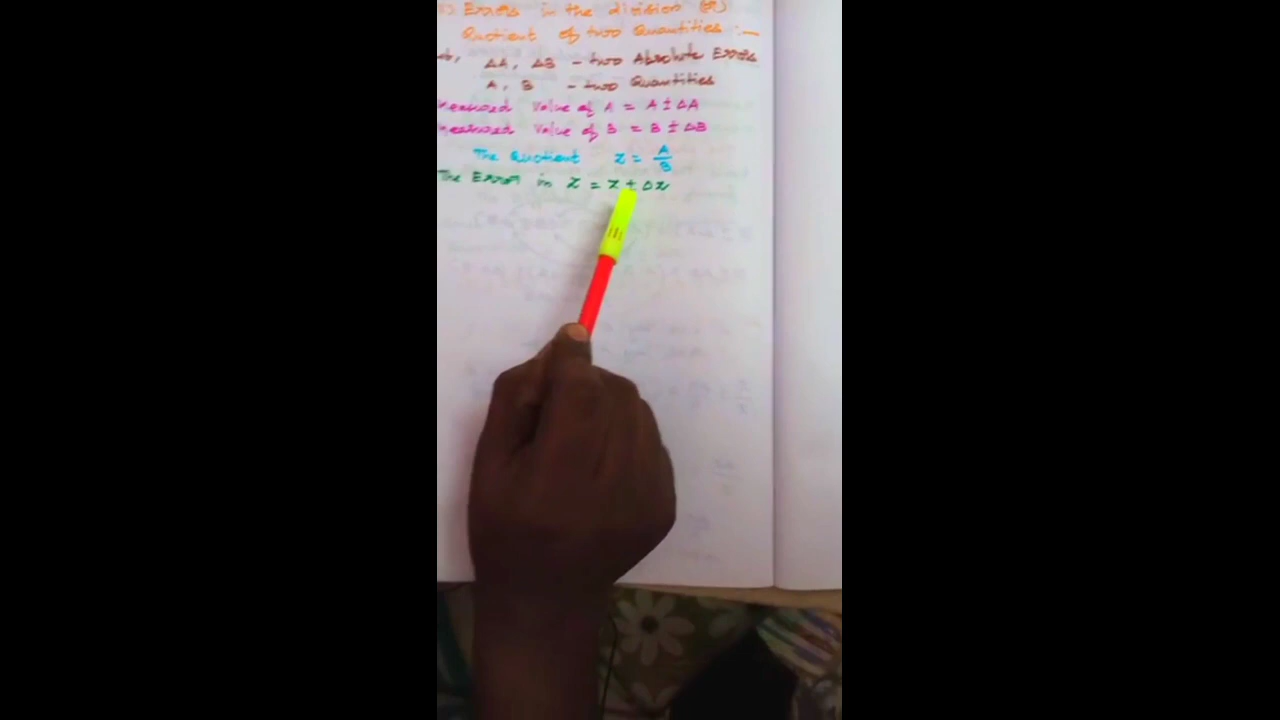 Errors in the division (or)
Quotient of two Quantities :-
ΔA, ΔB - two Absolute Errors
A, B - two Quantities
Measured Value of A = A ± ΔA
Measured Value of B = B ± ΔB
The Quotient Z = A/B
The Error in Z = Z ± ΔZ